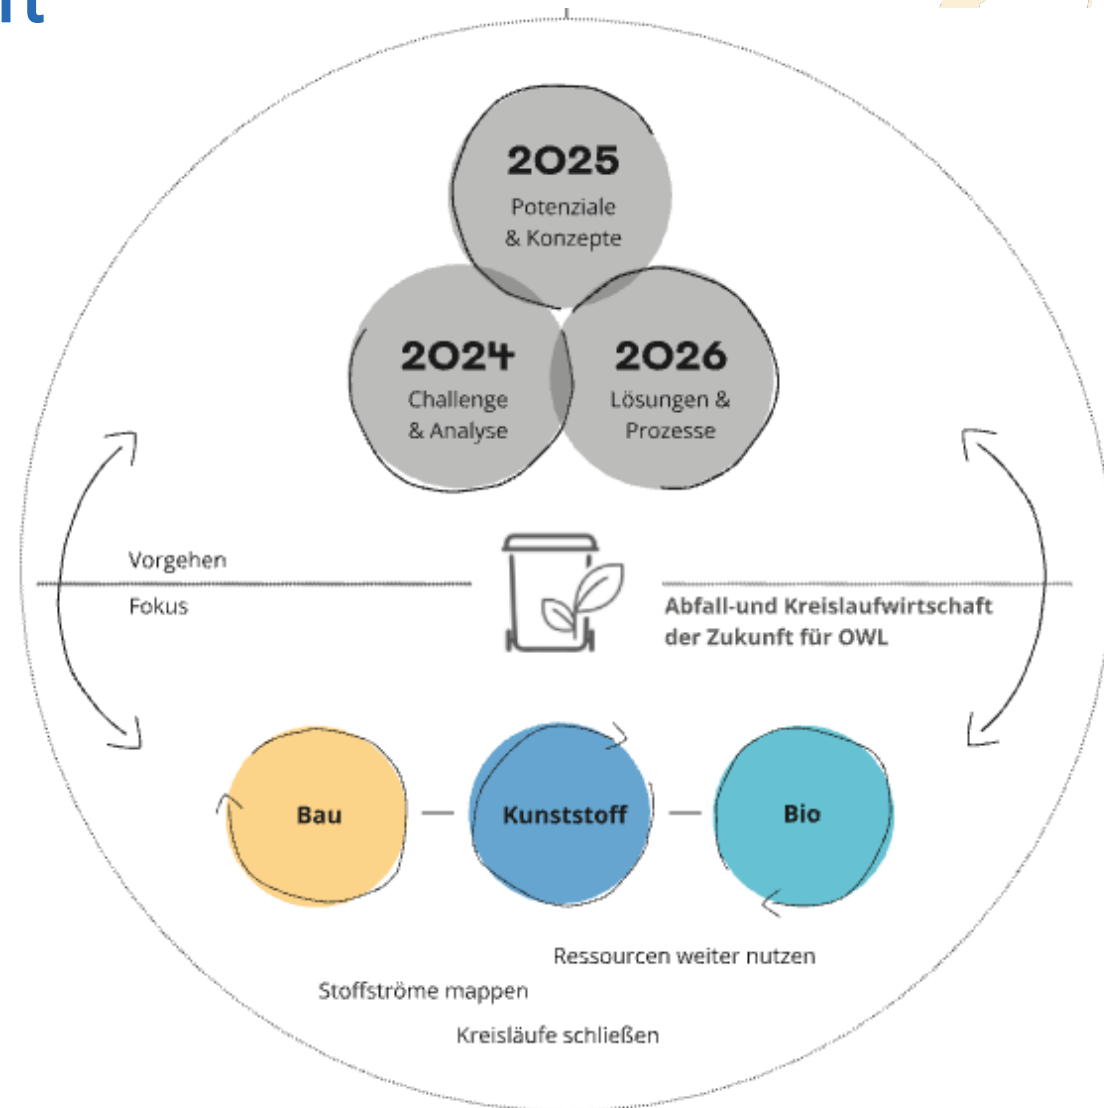 2025
Potenziale
& Konzepte
2024
Challenge
& Analyse
2026
Lösungen &
Prozesse
Vorgehen
Fokus
Abfall-und Kreislaufwirtschaft
der Zukunft für OWL
Bau
Kunststoff
Bio
Ressourcen weiter nutzen
Stoffströme mappen
Kreisläufe schließen